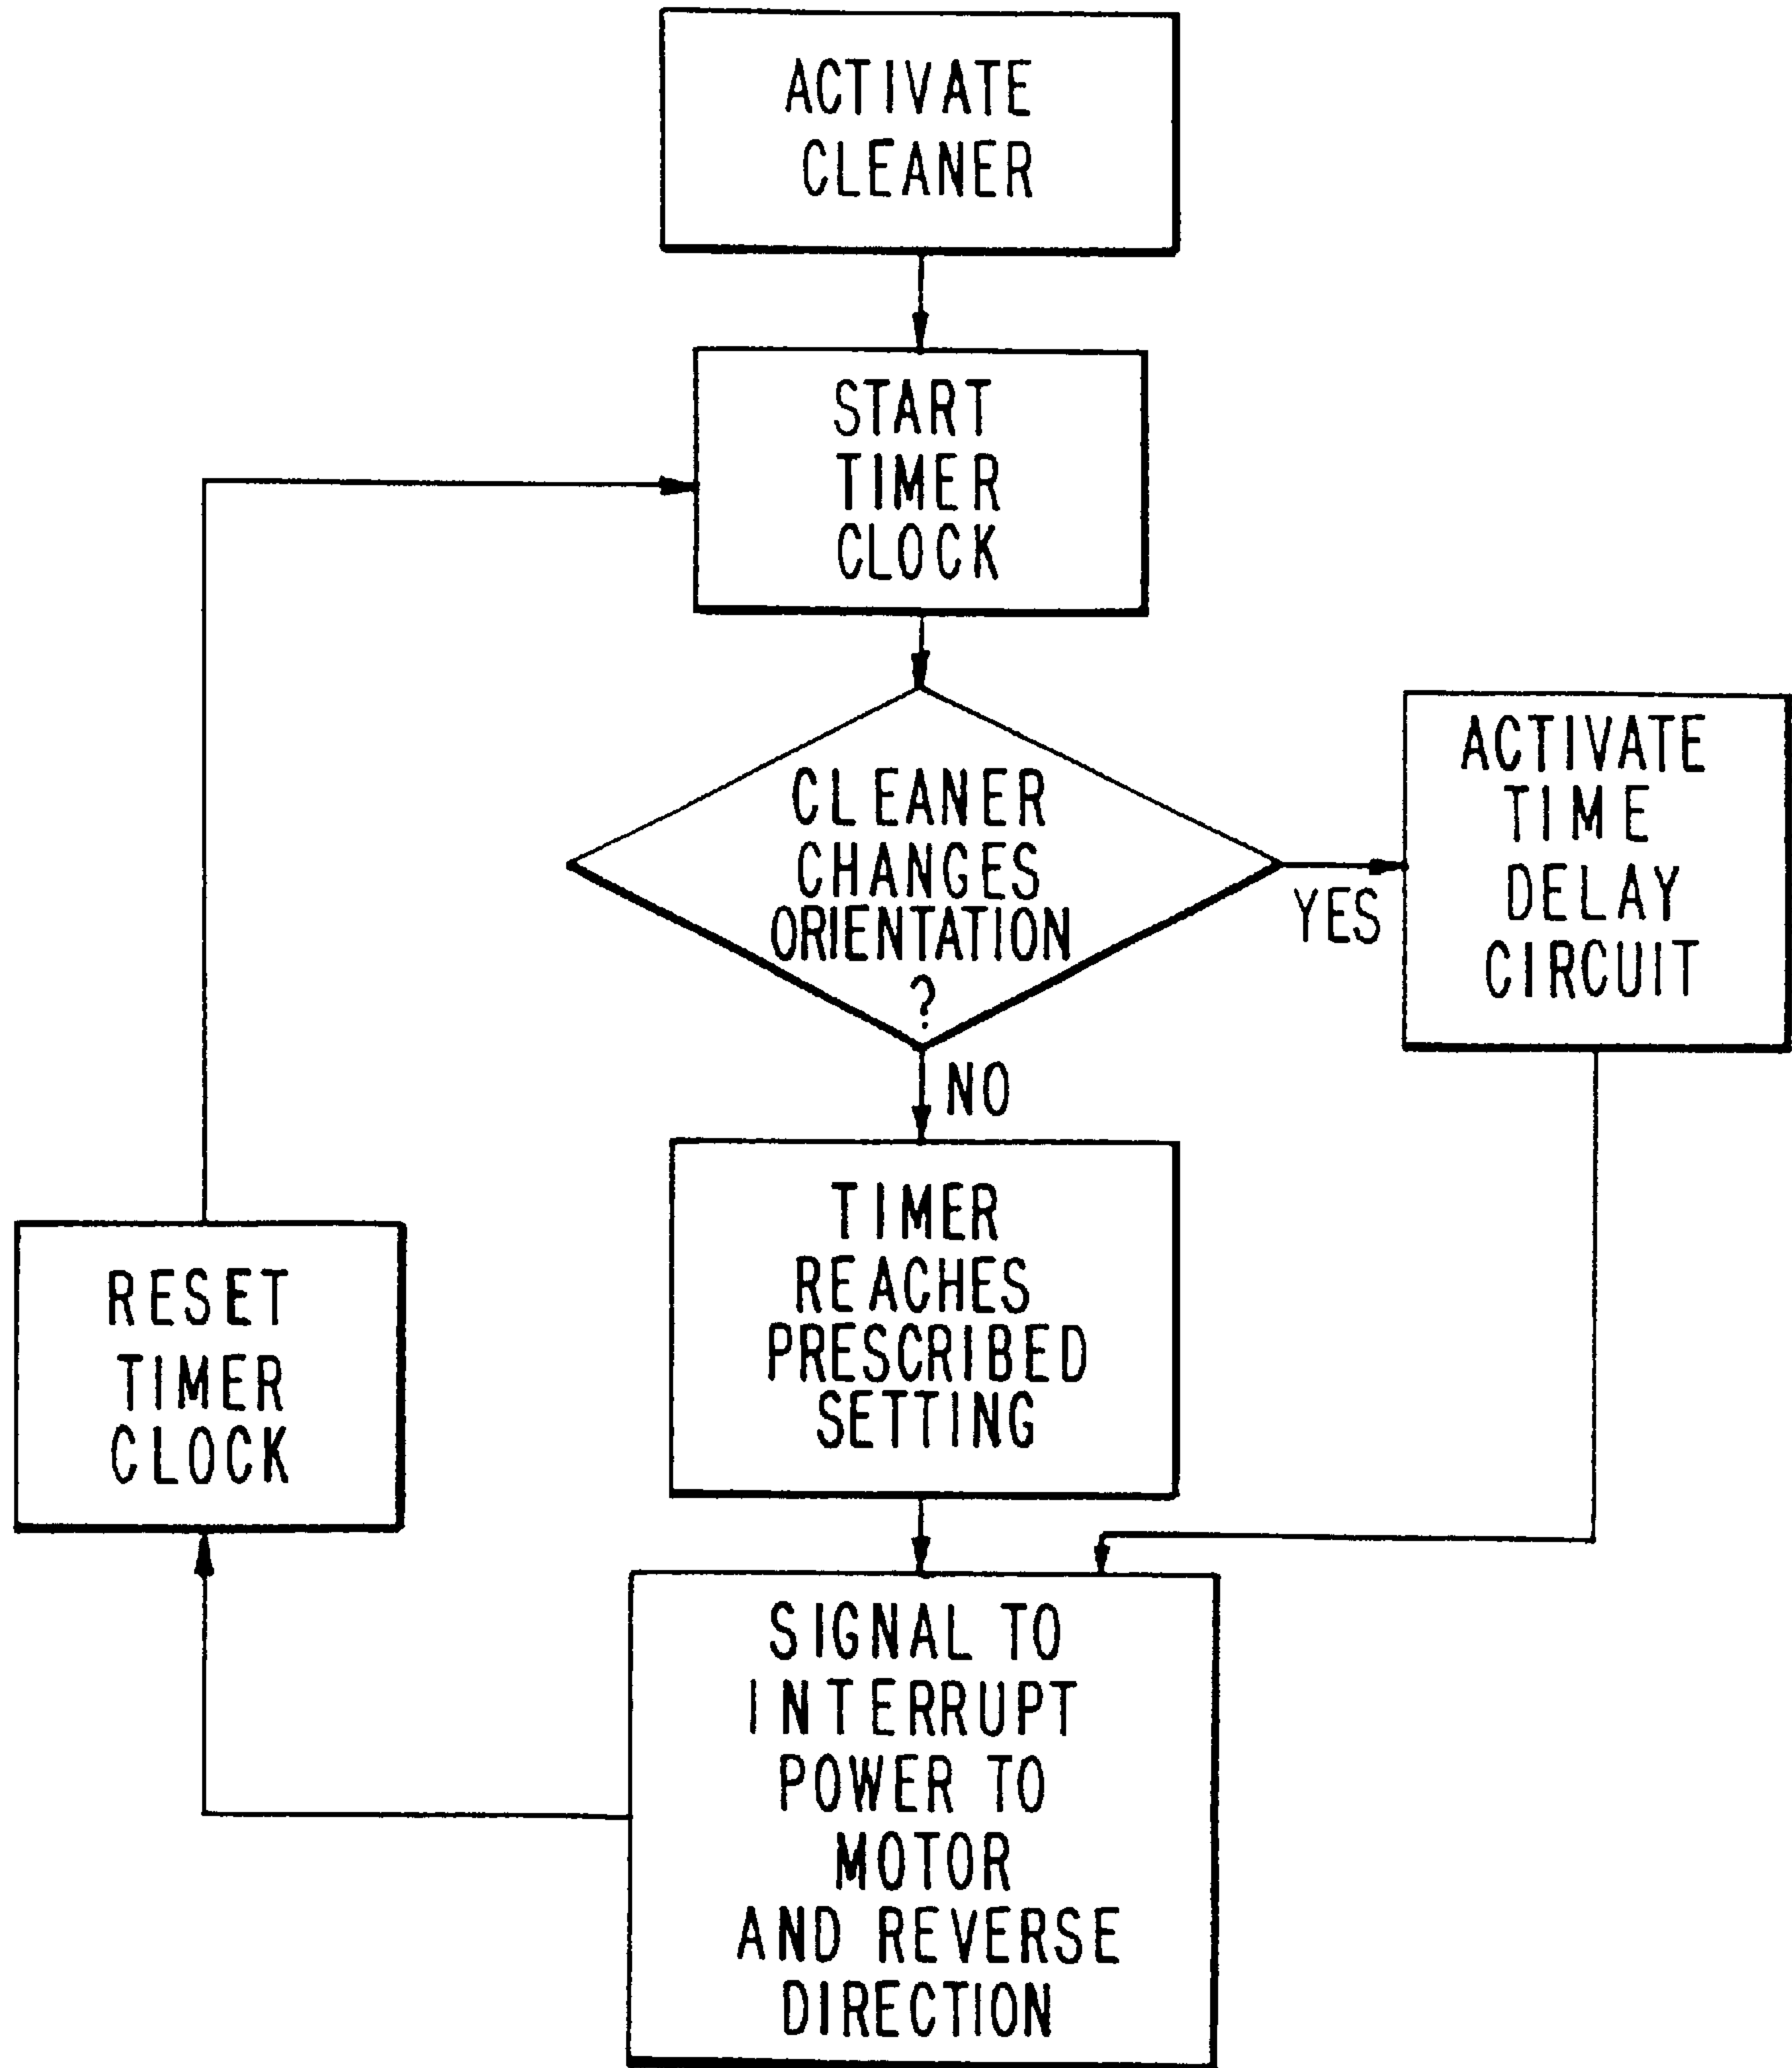 ACTIVATE
CLEANER
START
TIMER
CLOCK
CLEANER
CHANGES
ORIENTATION
?
YES
ACTIVATE
TIME
DELAY
CIRCUIT
NO
TIMER
REACHES
PRESCRIBED
SETTING
RESET
TIMER
CLOCK
SIGNAL TO
INTERRUPT
POWER TO
MOTOR
AND REVERSE
DIRECTION